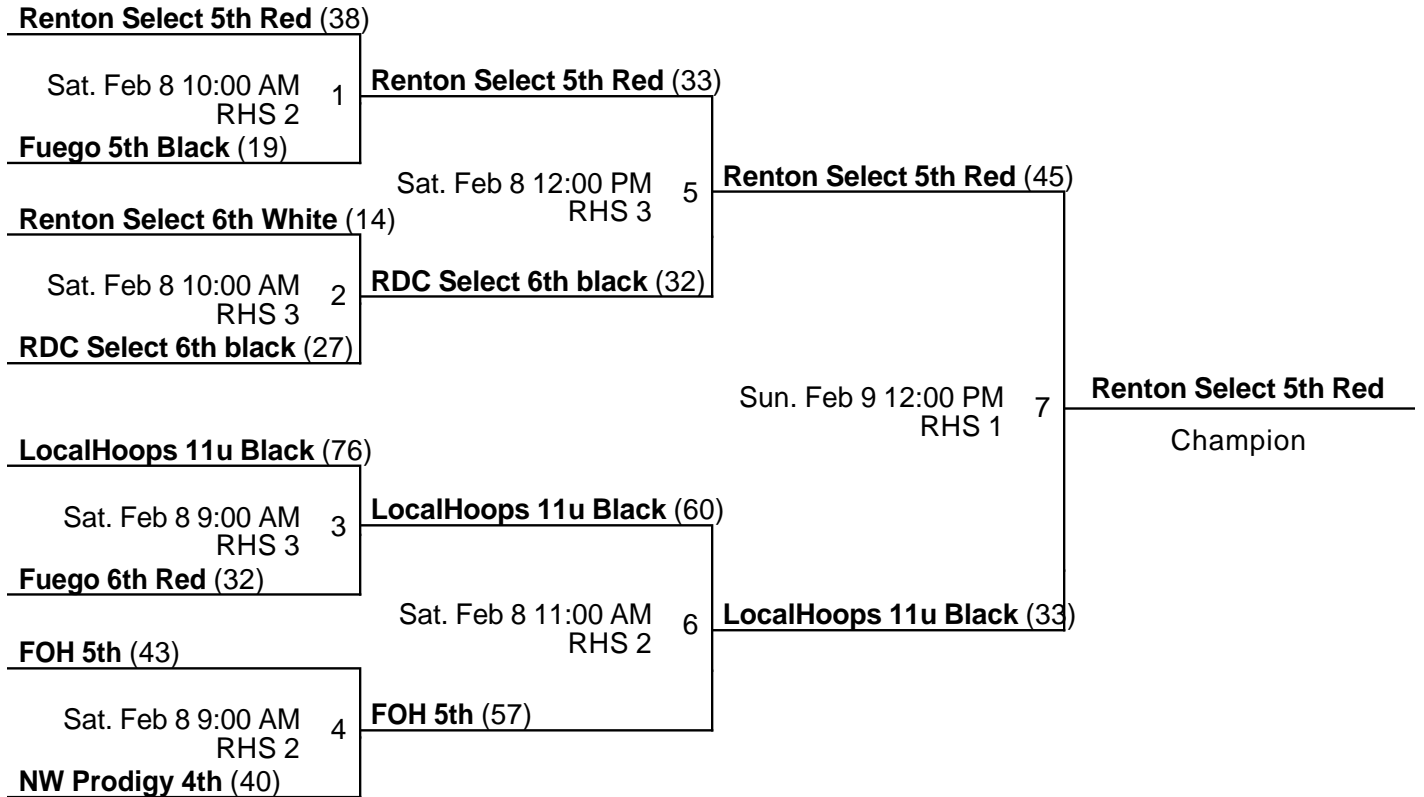 Renton Select 5th Red (38)
Sat. Feb 8 10:00 AM 1
RHS 2
Fuego 5th Black (19)
Renton Select 5th Red (33)
Sat. Feb 8 12:00 PM 5
RHS 3
Renton Select 6th White (14)
Sat. Feb 8 10:00 AM 2
RHS 3
RDC Select 6th black (27)
RDC Select 6th black (32)
Renton Select 5th Red (45)
Sun. Feb 9 12:00 PM 7
RHS 1
Renton Select 5th Red
Champion
LocalHoops 11u Black (76)
Sat. Feb 8 9:00 AM 3
RHS 3
Fuego 6th Red (32)
LocalHoops 11u Black (60)
Sat. Feb 8 11:00 AM 6
RHS 2
LocalHoops 11u Black (33)
FOH 5th (43)
Sat. Feb 8 9:00 AM 4
RHS 2
NW Prodigy 4th (40)
FOH 5th (57)